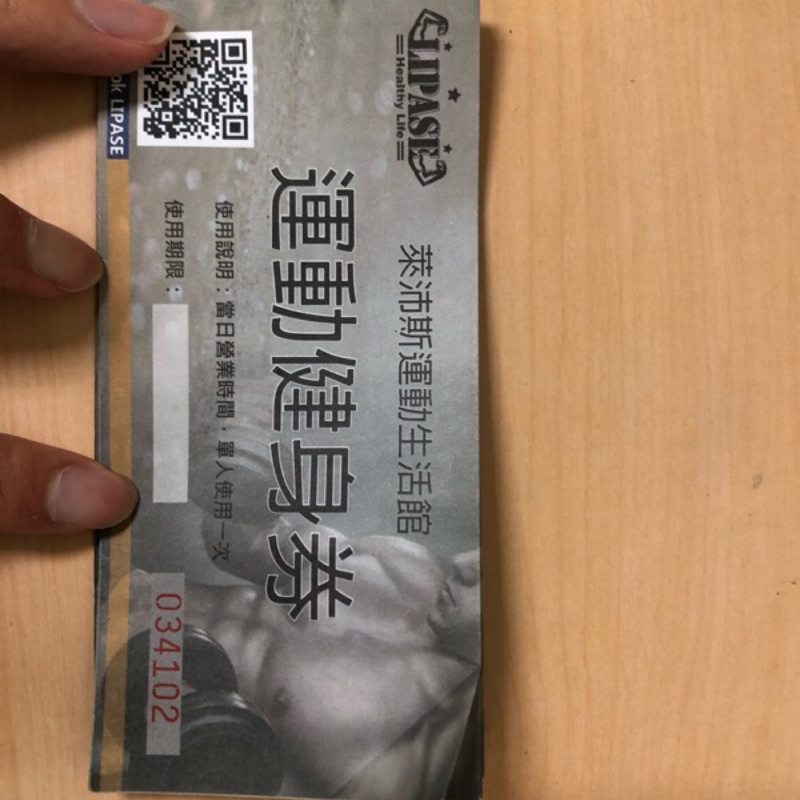 LIPASE
Healthy Life
萊沛斯運動生活館
運動健身券
使用說明：當日營業時間，單人使用一次
使用期限：
ok LIPASE
034102